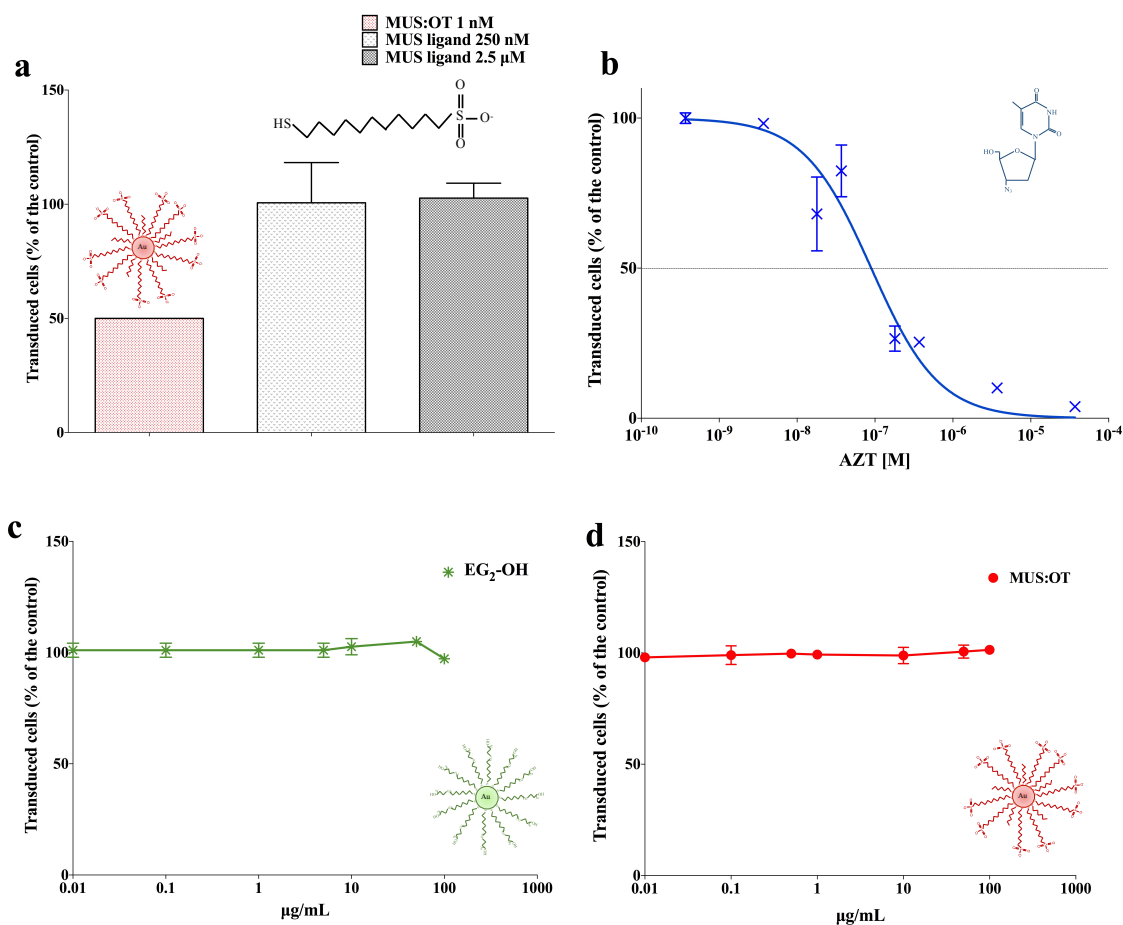 MUS:OT 1 nM
MUS ligand 250 nM
MUS ligand 2.5 μM
a
Transduced cells (% of the control)
150
100
50
0
HS
O
S
O-
O
Au
b
Transduced cells (% of the control)
100
50
0
10-10
10-9
10-8
10-7
10-6
10-5
10-4
AZT [M]
O
NH
N
O
HO
O
N3
c
Transduced cells (% of the control)
150
100
50
0
0.01
0.1
1
10
100
1000
μg/mL
EG2-OH
Au
d
Transduced cells (% of the control)
150
100
50
0
0.01
0.1
1
10
100
1000
μg/mL
MUS:OT
Au